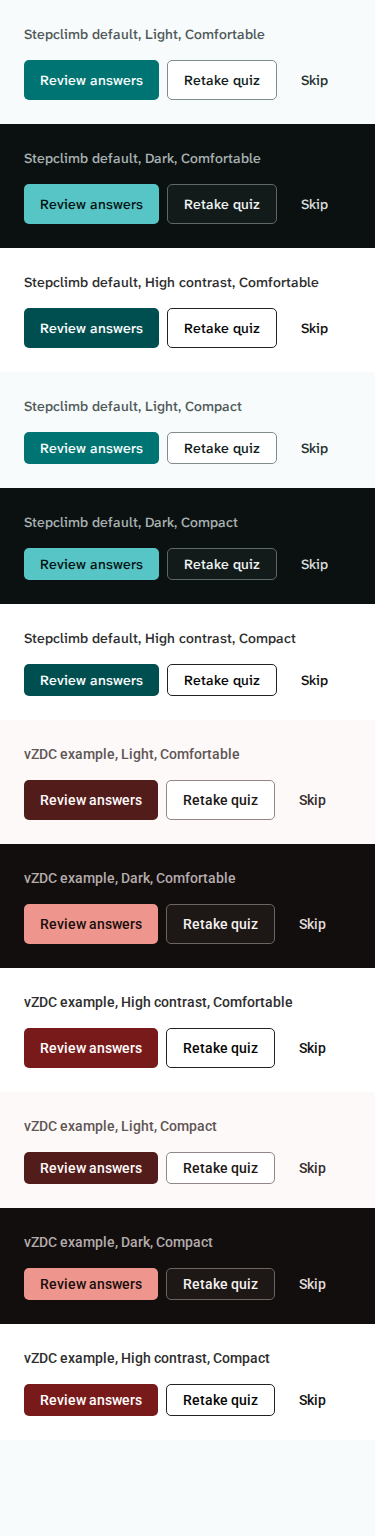 Stepclimb default, Light, Comfortable
Review answers Retake quiz Skip
Stepclimb default, Dark, Comfortable
Review answers Retake quiz Skip
Stepclimb default, High contrast, Comfortable
Review answers Retake quiz Skip
Stepclimb default, Light, Compact
Review answers Retake quiz Skip
Stepclimb default, Dark, Compact
Review answers Retake quiz Skip
Stepclimb default, High contrast, Compact
Review answers Retake quiz Skip
vZDC example, Light, Comfortable
Review answers Retake quiz Skip
vZDC example, Dark, Comfortable
Review answers Retake quiz Skip
vZDC example, High contrast, Comfortable
Review answers Retake quiz Skip
vZDC example, Light, Compact
Review answers Retake quiz Skip
vZDC example, Dark, Compact
Review answers Retake quiz Skip
vZDC example, High contrast, Compact
Review answers Retake quiz Skip